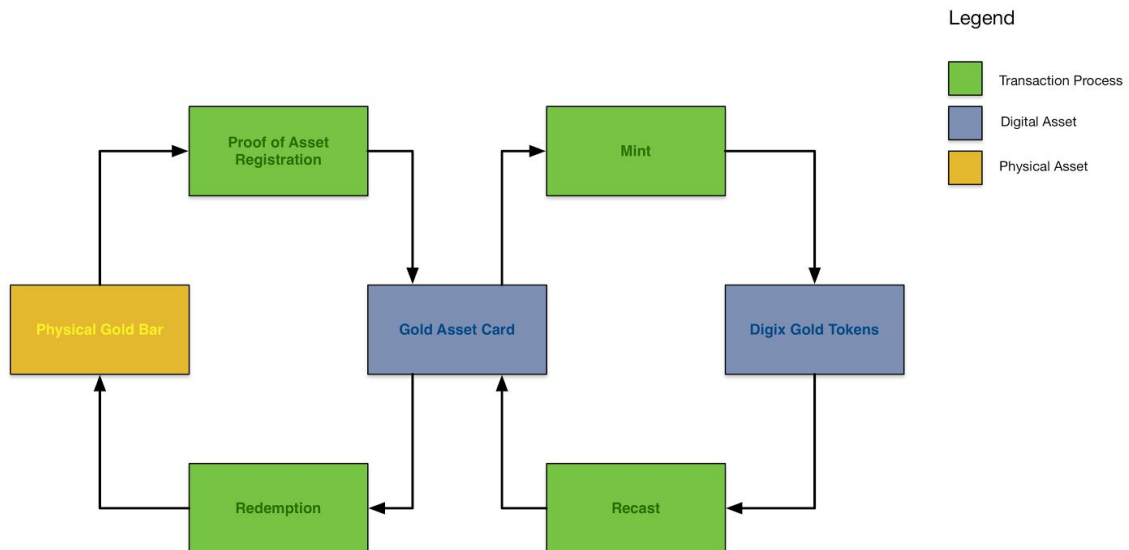 Legend
Transaction Process
Digital Asset
Physical Asset
Proof of Asset
Registration
Mint
Physical Gold Bar
Gold Asset Card
Digix Gold Tokens
Redemption
Recast